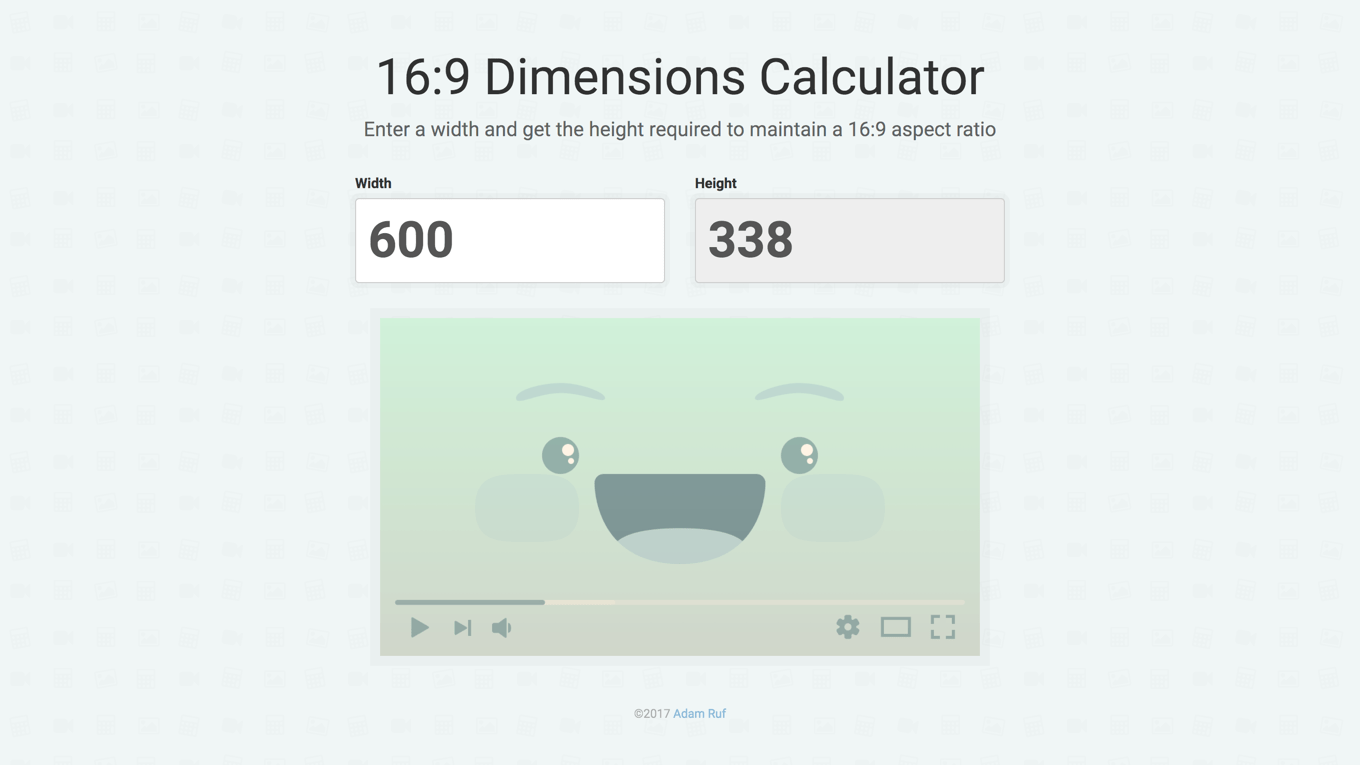 16:9 Dimensions Calculator
Enter a width and get the height required to maintain a 16:9 aspect ratio
Width
Height
600
338
©2017 Adam Ruf